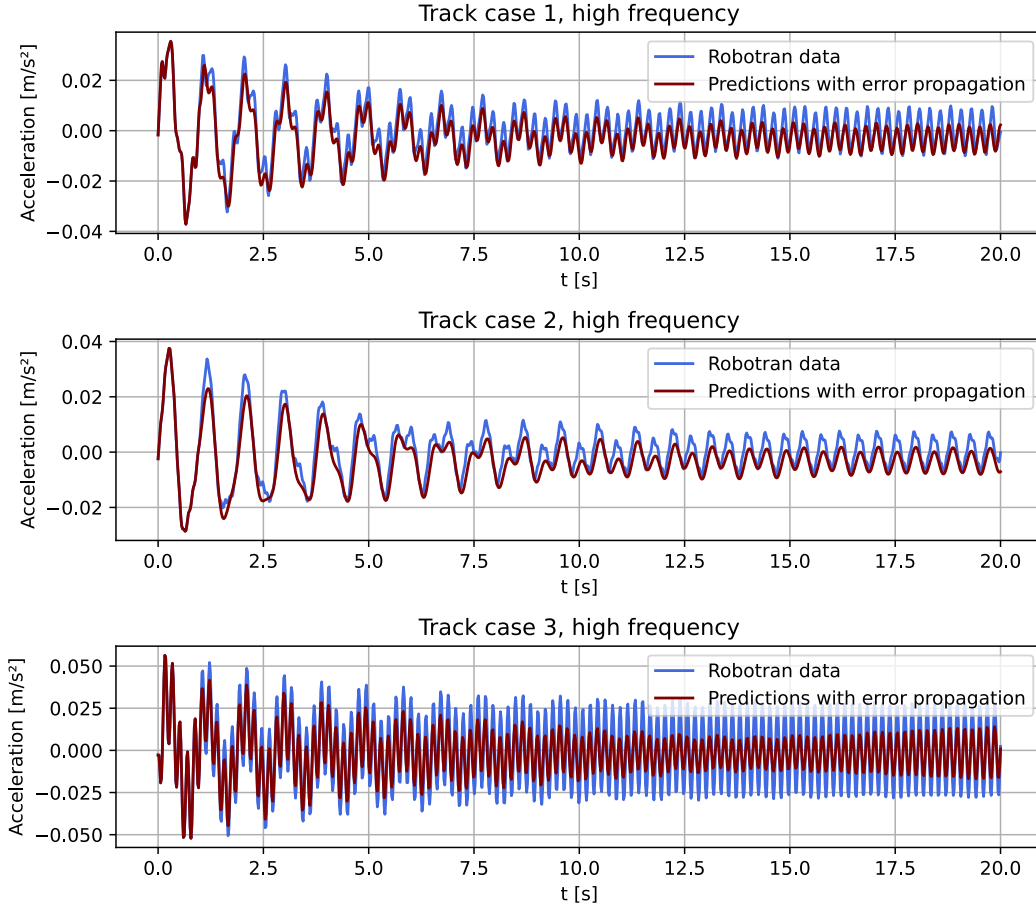 Track case 1, high frequency
Robotran data
Predictions with error propagation
Acceleration [m/s²]
0.02
0.00
−0.02
−0.04
0.0 2.5 5.0 7.5 10.0 12.5 15.0 17.5 20.0
t [s]
Track case 2, high frequency
Robotran data
Predictions with error propagation
Acceleration [m/s²]
0.04
0.02
0.00
−0.02
0.0 2.5 5.0 7.5 10.0 12.5 15.0 17.5 20.0
t [s]
Track case 3, high frequency
Robotran data
Predictions with error propagation
Acceleration [m/s²]
0.050
0.025
0.000
−0.025
−0.050
0.0 2.5 5.0 7.5 10.0 12.5 15.0 17.5 20.0
t [s]